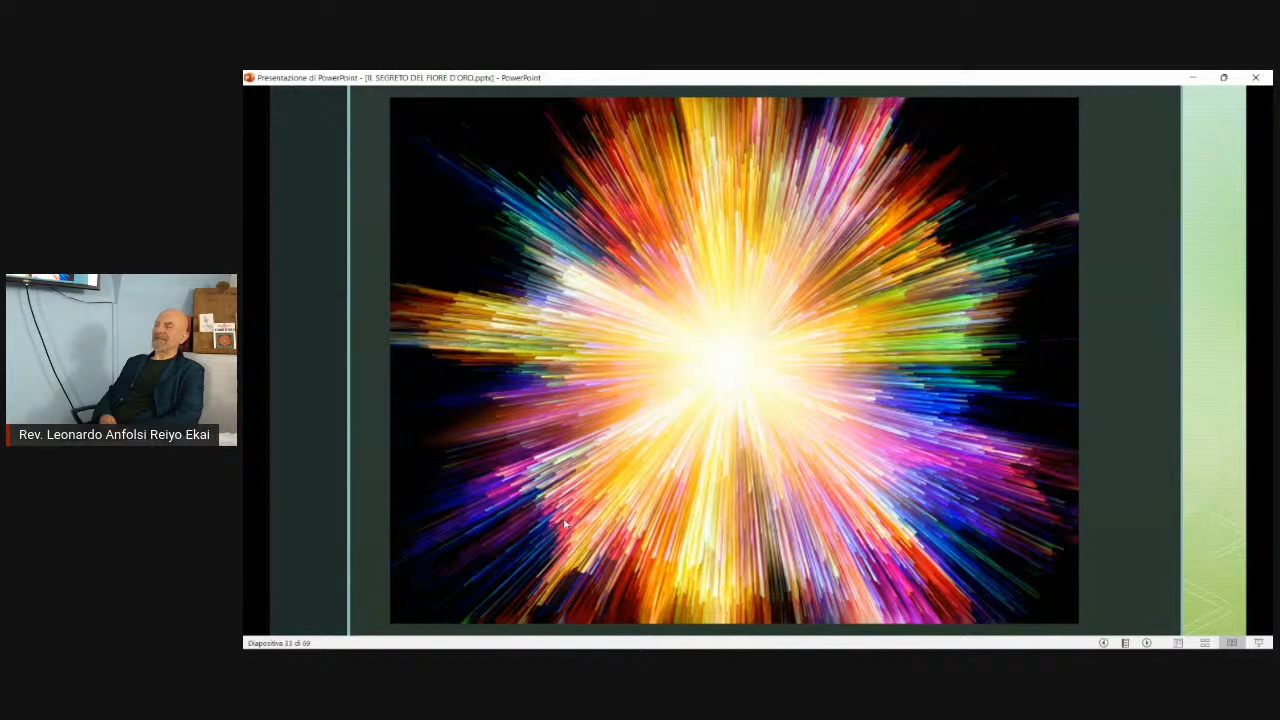 Presentazione di PowerPoint - [IL SEGRETO DEL FIORE D'ORO.pptx] - PowerPoint
Rev. Leonardo Anfolsi Reiyo Ekai
Diapositiva 33 di 69